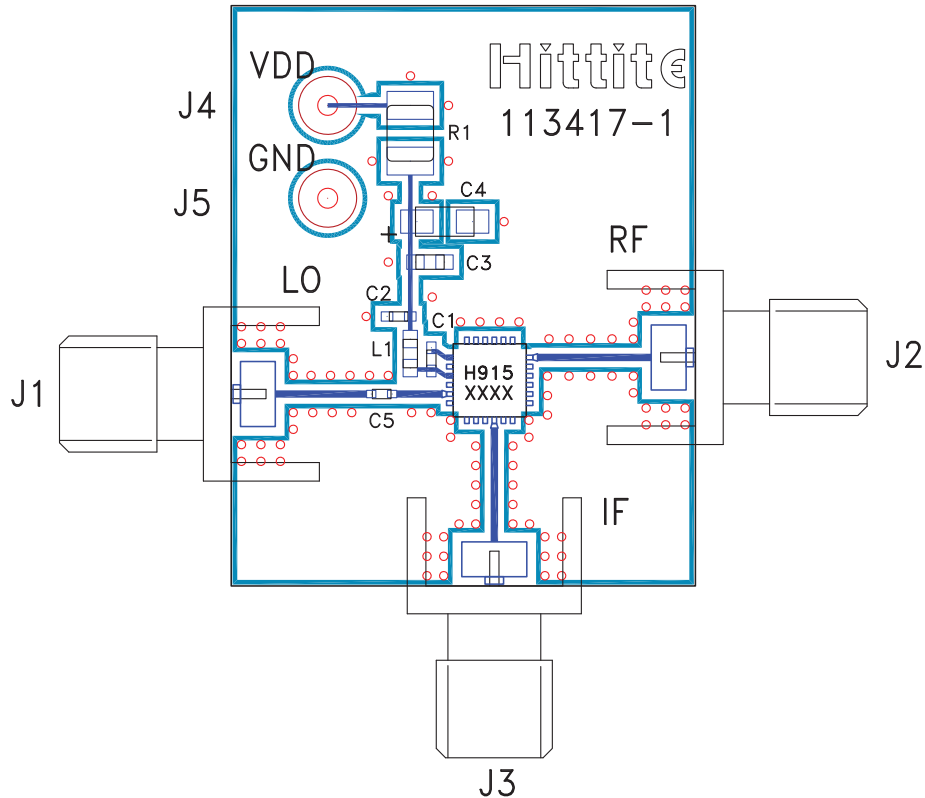 VDD
Hittite
J4
113417-1
R1
GND
J5
C4
+
RF
C3
LO
C2
C1
L1
J2
H915
XXXX
J1
C5
IF
J3